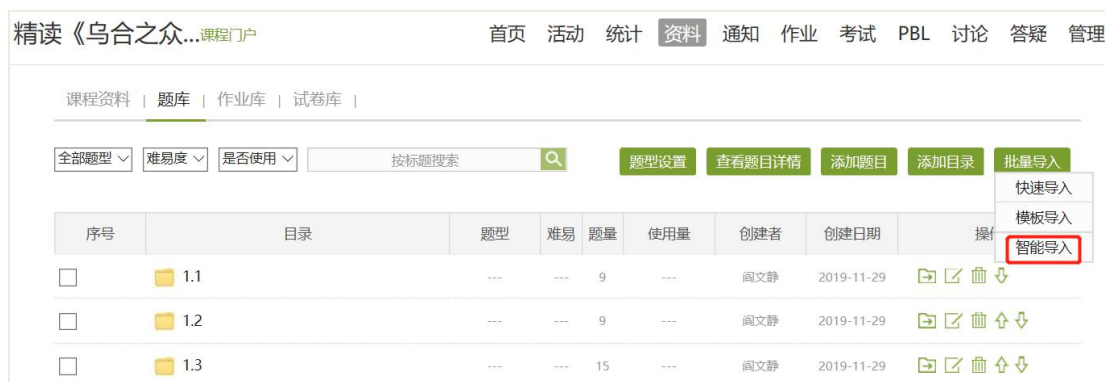 精读《乌合之众...课程门户 首页 活动 统计 资料 通知 作业 考试 PBL 讨论 答疑 管理
课程资料 | 题库 | 作业库 | 试卷库 |
全部题型 难易度 是否使用 按标题搜索 题型设置 查看题目详情 添加题目 添加目录 批量导入
快速导入
模板导入
智能导入
序号 目录 题型 难易 题量 使用量 创建者 创建日期
1.1 --- --- 9 --- 阎文静 2019-11-29
1.2 --- --- 9 --- 阎文静 2019-11-29
1.3 --- --- 15 --- 阎文静 2019-11-29